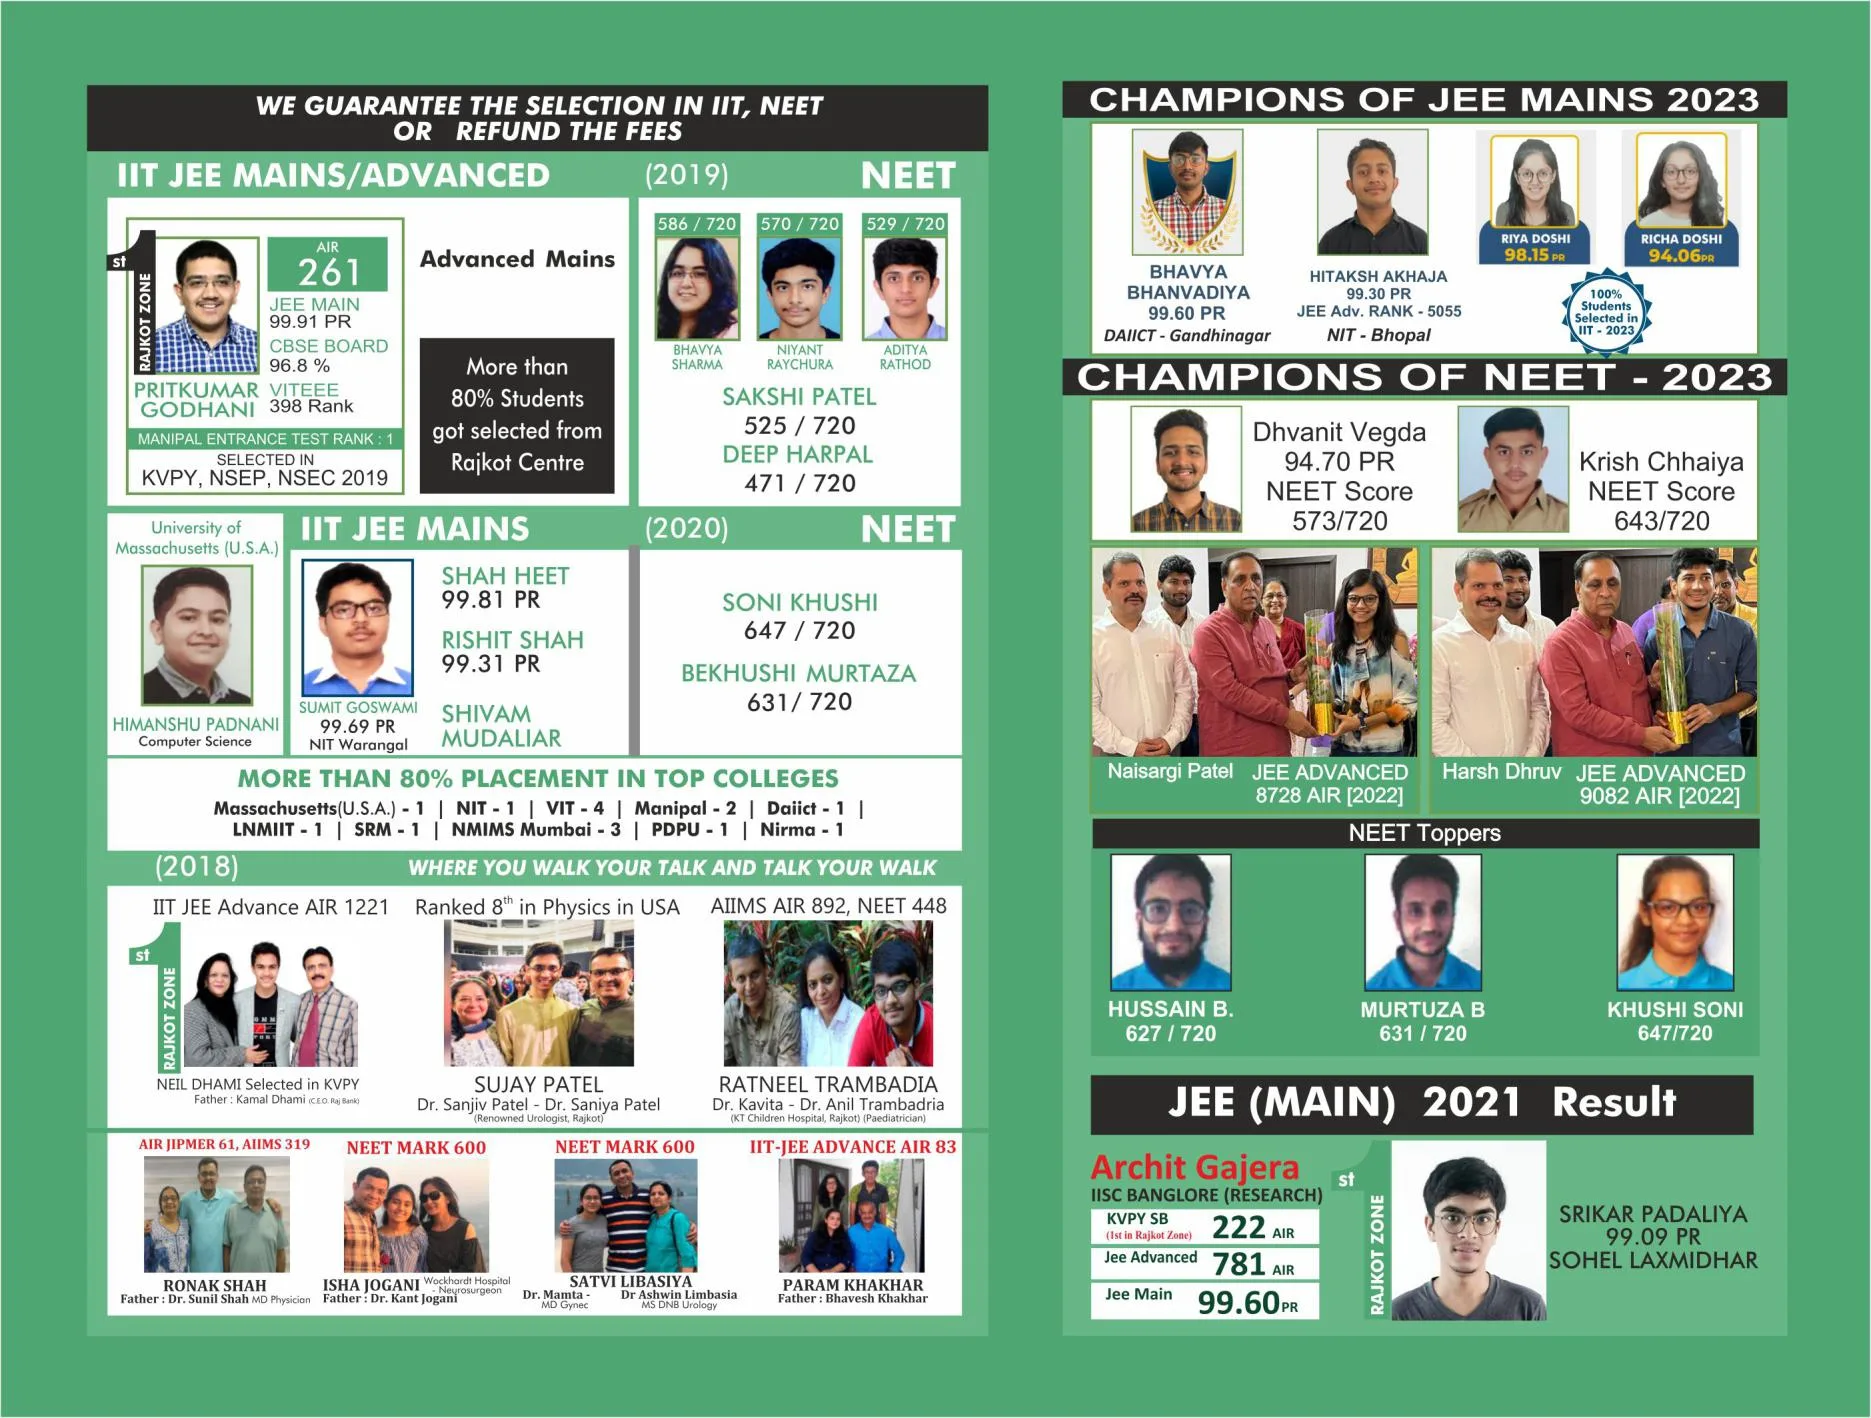 WE GUARANTEE THE SELECTION IN IIT, NEET
OR REFUND THE FEES
IIT JEE MAINS/ADVANCED
(2019)
NEET
1
st
RAJKOT ZONE
AIR
261
JEE MAIN
99.91 PR
CBSE BOARD
96.8 %
VITEEE
398 Rank
PRITKUMAR
GODHANI
MANIPAL ENTRANCE TEST RANK : 1
SELECTED IN
KVPY, NSEP, NSEC 2019
Advanced Mains
More than
80% Students
got selected from
Rajkot Centre
586 / 720
570 / 720
529 / 720
BHAVYA
SHARMA
NIYANT
RAYCHURA
ADITYA
RATHOD
SAKSHI PATEL
525 / 720
DEEP HARPAL
471 / 720
University of
Massachusetts (U.S.A.)
HIMANSHU PADNANI
Computer Science
IIT JEE MAINS
(2020)
NEET
SUMIT GOSWAMI
99.69 PR
NIT Warangal
SHAH HEET
99.81 PR
RISHIT SHAH
99.31 PR
SHIVAM
MUDALIAR
SONI KHUSHI
647 / 720
BEKHUSHI MURTAZA
631/ 720
MORE THAN 80% PLACEMENT IN TOP COLLEGES
Massachusetts(U.S.A.) - 1 | NIT - 1 | VIT - 4 | Manipal - 2 | Daiict - 1 |
LNMIIT - 1 | SRM - 1 | NMIMS Mumbai - 3 | PDPU - 1 | Nirma - 1
(2018)
WHERE YOU WALK YOUR TALK AND TALK YOUR WALK
IIT JEE Advance AIR 1221
1
st
RAJKOT ZONE
NEIL DHAMI Selected in KVPY
Father : Kamal Dhami (C.E.O. Raj Bank)
Ranked 8th in Physics in USA
SUJAY PATEL
Dr. Sanjiv Patel - Dr. Saniya Patel
(Renowned Urologist, Rajkot)
AIIMS AIR 892, NEET 448
RATNEEL TRAMBADIA
Dr. Kavita - Dr. Anil Trambadria
(KT Children Hospital, Rajkot) (Paediatrician)
AIR JIPMER 61, AIIMS 319
RONAK SHAH
Father : Dr. Sunil Shah MD Physician
NEET MARK 600
ISHA JOGANI Wockhardt Hospital
- Neurosurgeon
Father : Dr. Kant Jogani
NEET MARK 600
SATVI LIBASIYA
Dr. Mamta - Dr Ashwin Limbasia
MD Gynec MS DNB Urology
IIT-JEE ADVANCE AIR 83
PARAM KHAKHAR
Father : Bhavesh Khakhar
CHAMPIONS OF JEE MAINS 2023
BHAVYA
BHANVADIYA
99.60 PR
DAIICT - Gandhinagar
HITAKSH AKHAJA
99.30 PR
JEE Adv. RANK - 5055
NIT - Bhopal
RIYA DOSHI
98.15 PR
RICHA DOSHI
94.06PR
100%
Students
Selected in
IIT - 2023
CHAMPIONS OF NEET - 2023
Dhvanit Vegda
94.70 PR
NEET Score
573/720
Krish Chhaiya
NEET Score
643/720
Naisargi Patel
JEE ADVANCED
8728 AIR [2022]
Harsh Dhruv
JEE ADVANCED
9082 AIR [2022]
NEET Toppers
HUSSAIN B.
627 / 720
MURTUZA B
631 / 720
KHUSHI SONI
647/720
JEE (MAIN) 2021 Result
Archit Gajera
IISC BANGLORE (RESEARCH)
KVPY SB
(1st in Rajkot Zone)
222 AIR
Jee Advanced 781 AIR
Jee Main 99.60PR
1
st
RAJKOT ZONE
SRIKAR PADALIYA
99.09 PR
SOHEL LAXMIDHAR